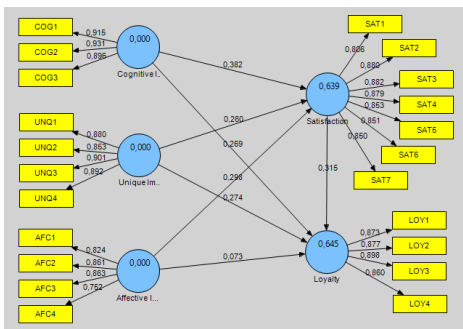 COG1
COG2
COG3
0,915
0,931
0,896
0,000
Cognitive I..
UNQ1
UNQ2
UNQ3
UNQ4
0,880
0,853
0,901
0,892
0,000
Unique Im..
AFC1
AFC2
AFC3
AFC4
0,824
0,861
0,863
0,762
0,000
Affective I...
0,382
0,260
0,269
0,298
0,274
0,073
0,315
0,639
Satisfaction
SAT1
SAT2
SAT3
SAT4
SAT5
SAT6
SAT7
0,806
0,880
0,882
0,879
0,853
0,851
0,850
0,645
Loyalty
LOY1
LOY2
LOY3
LOY4
0,873
0,877
0,898
0,860